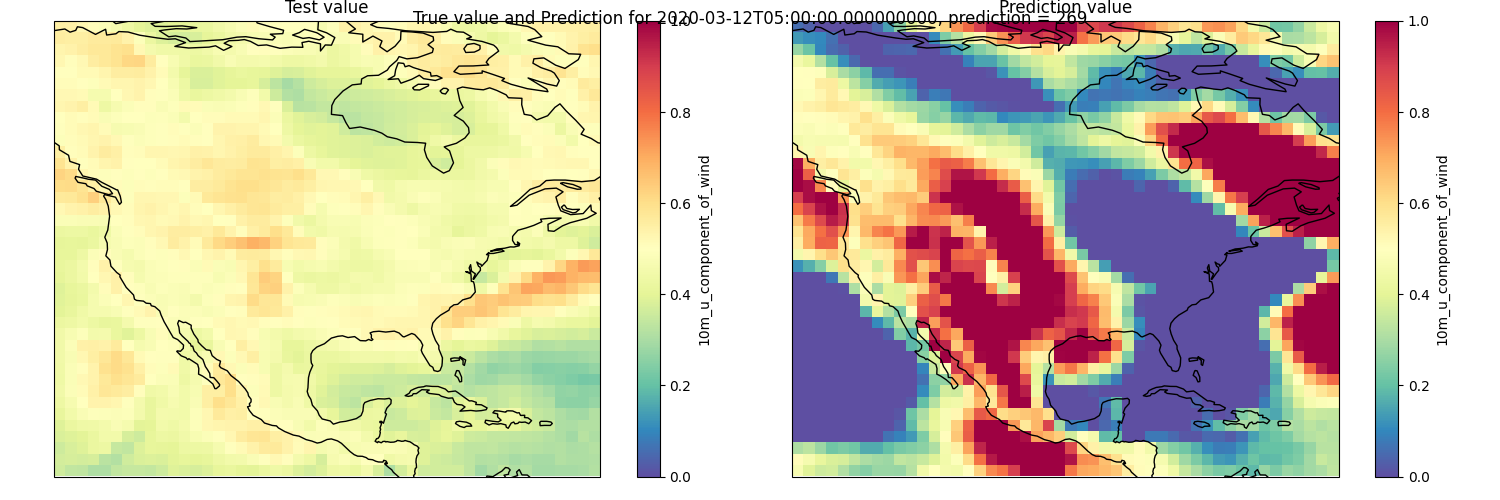 Test value
Prediction value
True value and Prediction for 2020-03-12T05:00:00.000000000, prediction = 269
1.0
0.8
0.6
0.4
0.2
0.0
10m_u_component_of_wind
1.0
0.8
0.6
0.4
0.2
0.0
10m_u_component_of_wind